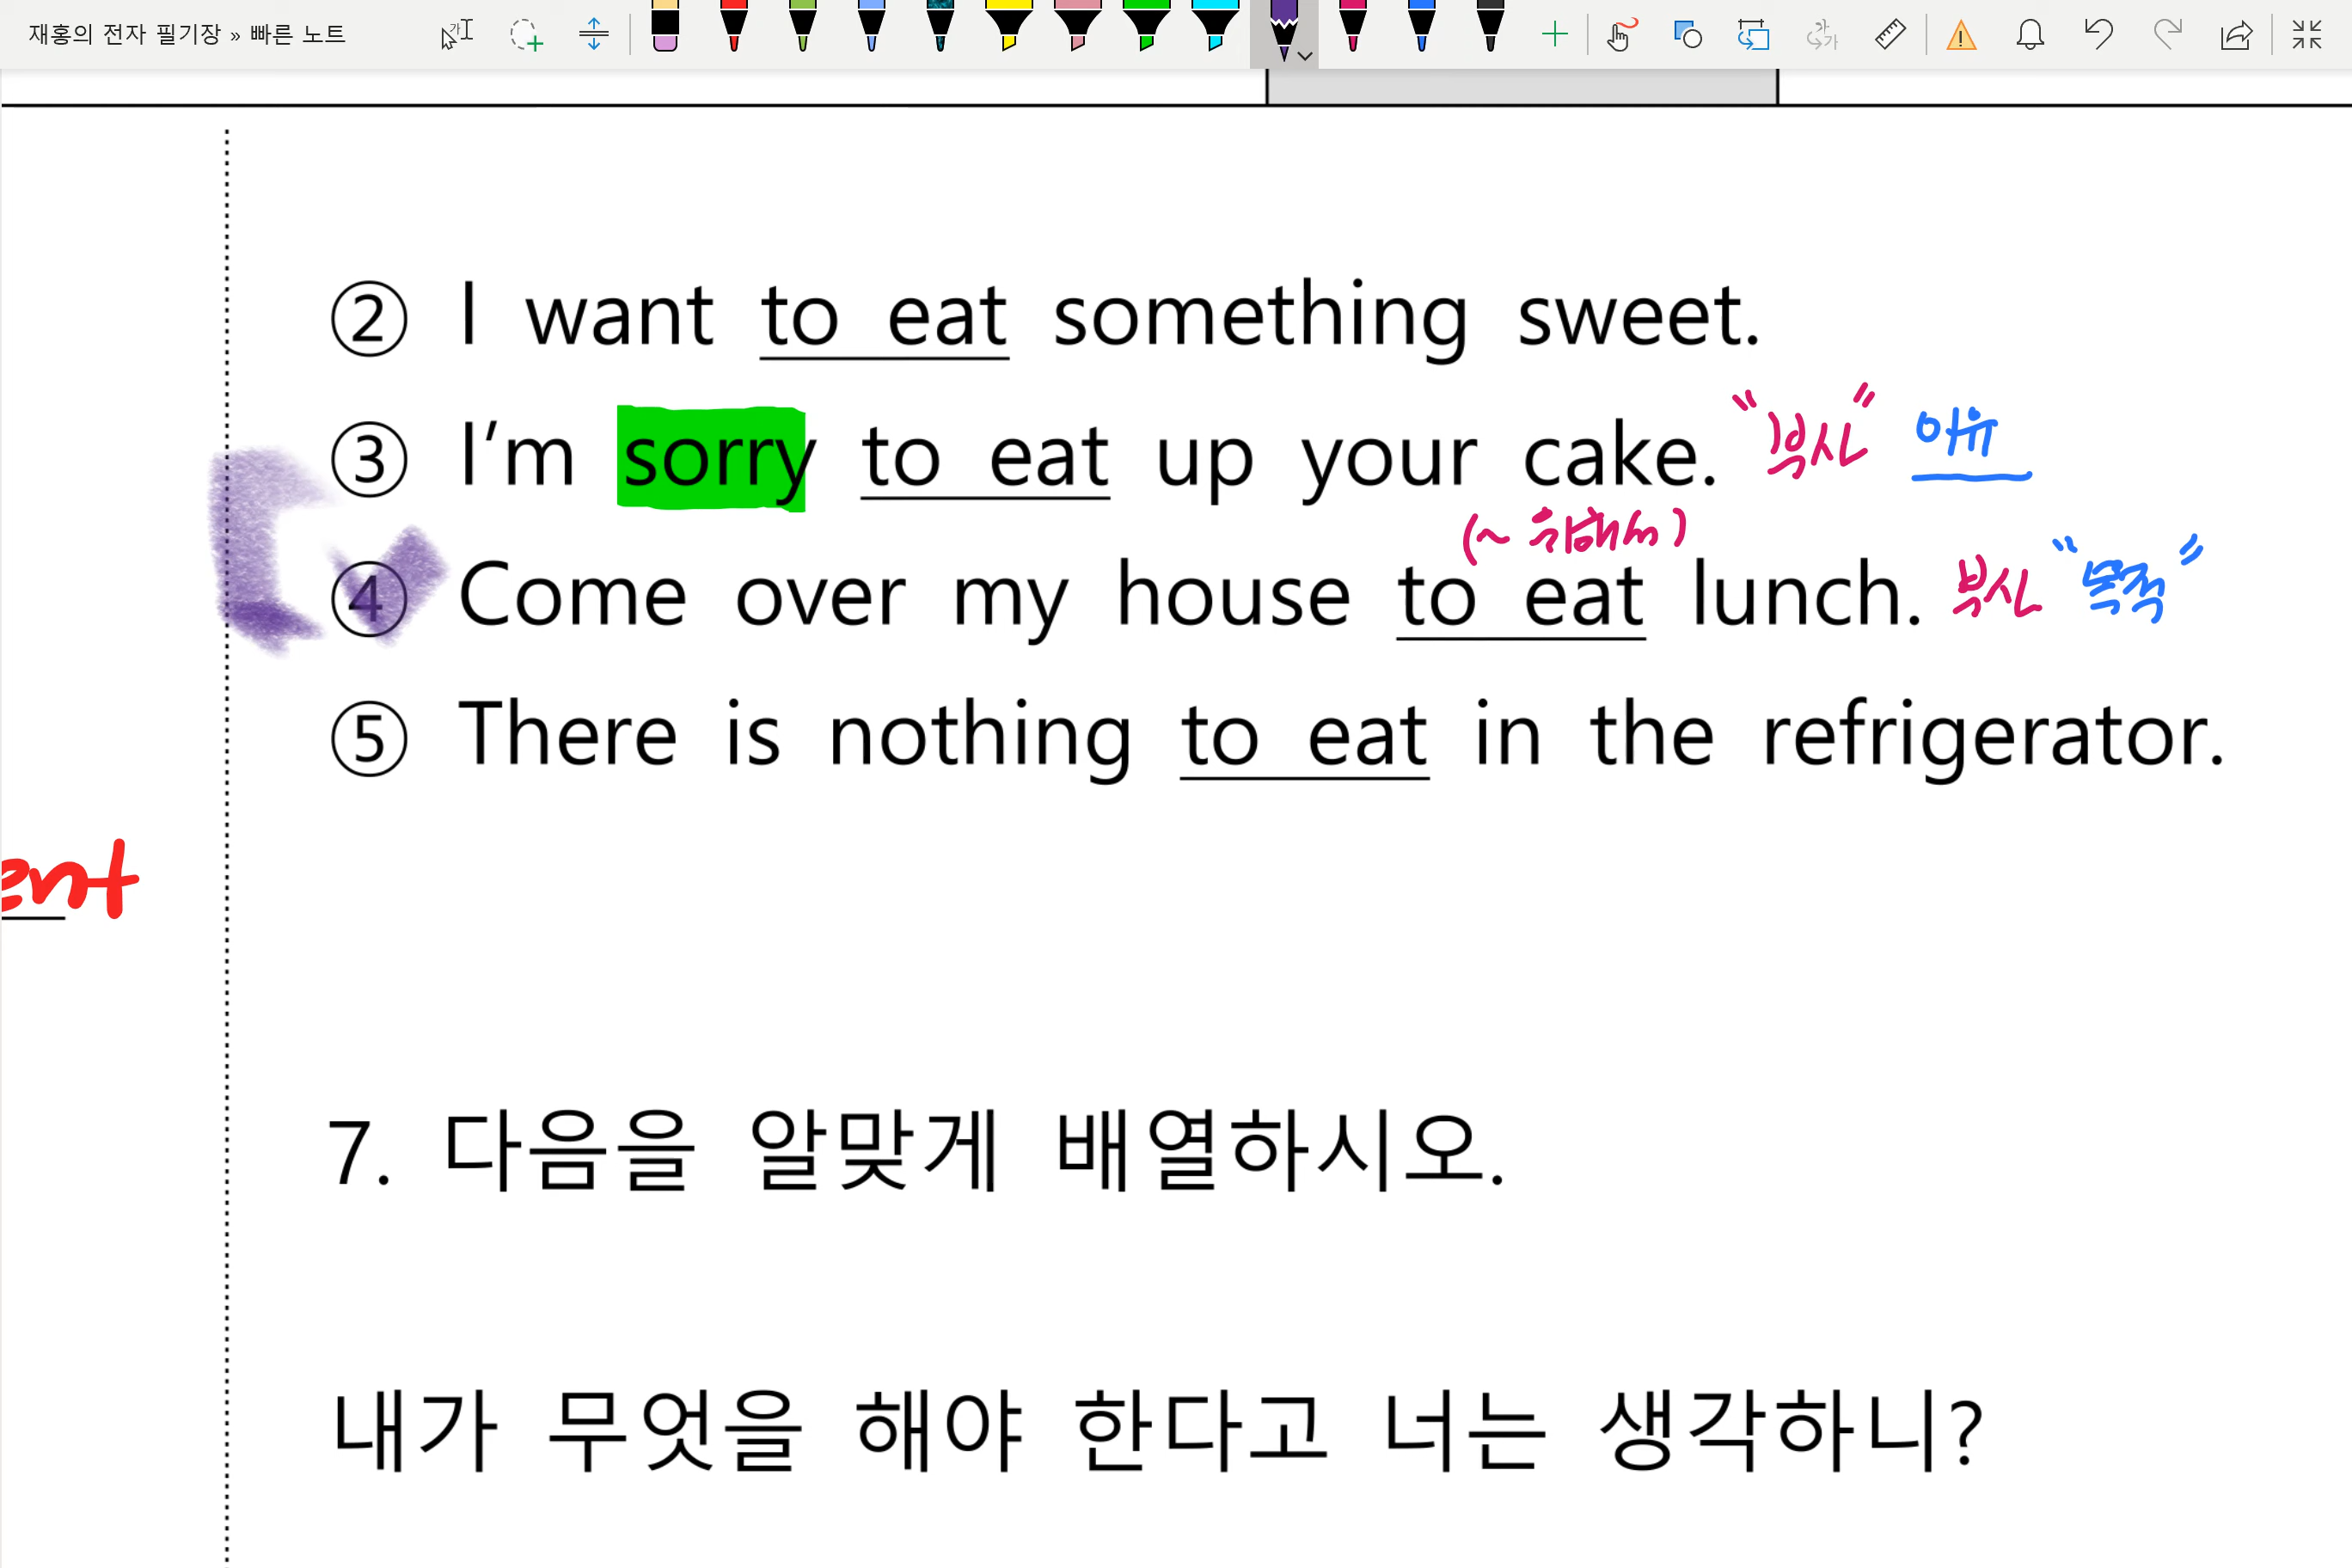 재홍의 전자 필기장 » 빠른 노트
② I want to eat something sweet.
③ I'm sorry to eat up your cake. "부사" 이유
(~ 위해서)
④ Come over my house to eat lunch. 부사 "목적"
⑤ There is nothing to eat in the refrigerator.
ent
7. 다음을 알맞게 배열하시오.
내가 무엇을 해야 한다고 너는 생각하니?